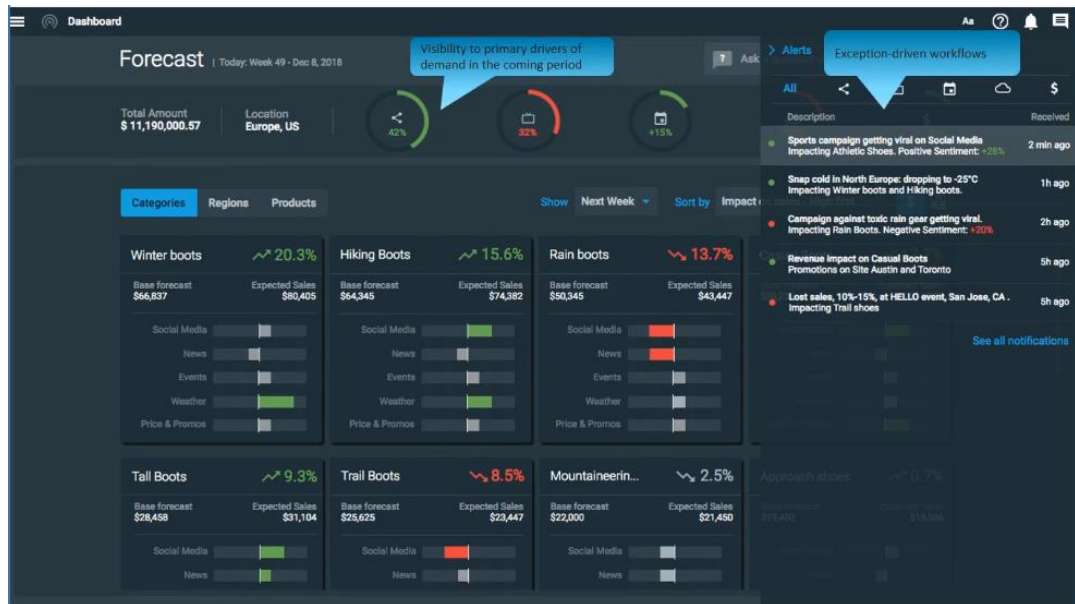 Dashboard
Aa
Forecast
Today: Week 49 - Dec 8, 2018
Visibility to primary drivers of
demand in the coming period
Ask
Total Amount
$ 11,190,000.57
Location
Europe, US
42%
32%
+15%
Categories
Regions
Products
Show
Next Week
Sort by
Impact on sales - High first
Winter boots
20.3%
Base forecast
Expected Sales
$66,837
$80,405
Social Media
News
Events
Weather
Price & Promos
Hiking Boots
15.6%
Base forecast
Expected Sales
$64,345
$74,382
Social Media
News
Events
Weather
Price & Promos
Rain boots
13.7%
Base forecast
Expected Sales
$50,345
$43,447
Social Media
News
Events
Weather
Price & Promos
Tall Boots
9.3%
Base forecast
Expected Sales
$28,458
$31,104
Social Media
News
Trail Boots
8.5%
Base forecast
Expected Sales
$25,625
$23,447
Social Media
News
Mountaineerin...
2.5%
Base forecast
Expected Sales
$22,000
$21,450
Social Media
News
Approach shoes
0.7%
Alerts
Exception-driven workflows
All
$
Description
Received
Sports campaign getting viral on Social Media
Impacting Athletic Shoes. Positive Sentiment: +28%
2 min ago
Snap cold in North Europe: dropping to -25°C
Impacting Winter boots and Hiking boots.
1h ago
Campaign against toxic rain gear getting viral.
Impacting Rain Boots. Negative Sentiment: +20%
2h ago
Revenue impact on Casual Boots
Promotions on Site Austin and Toronto
5h ago
Lost sales, 10%-15%, at HELLO event, San Jose, CA .
Impacting Trail shoes
5h ago
See all notifications